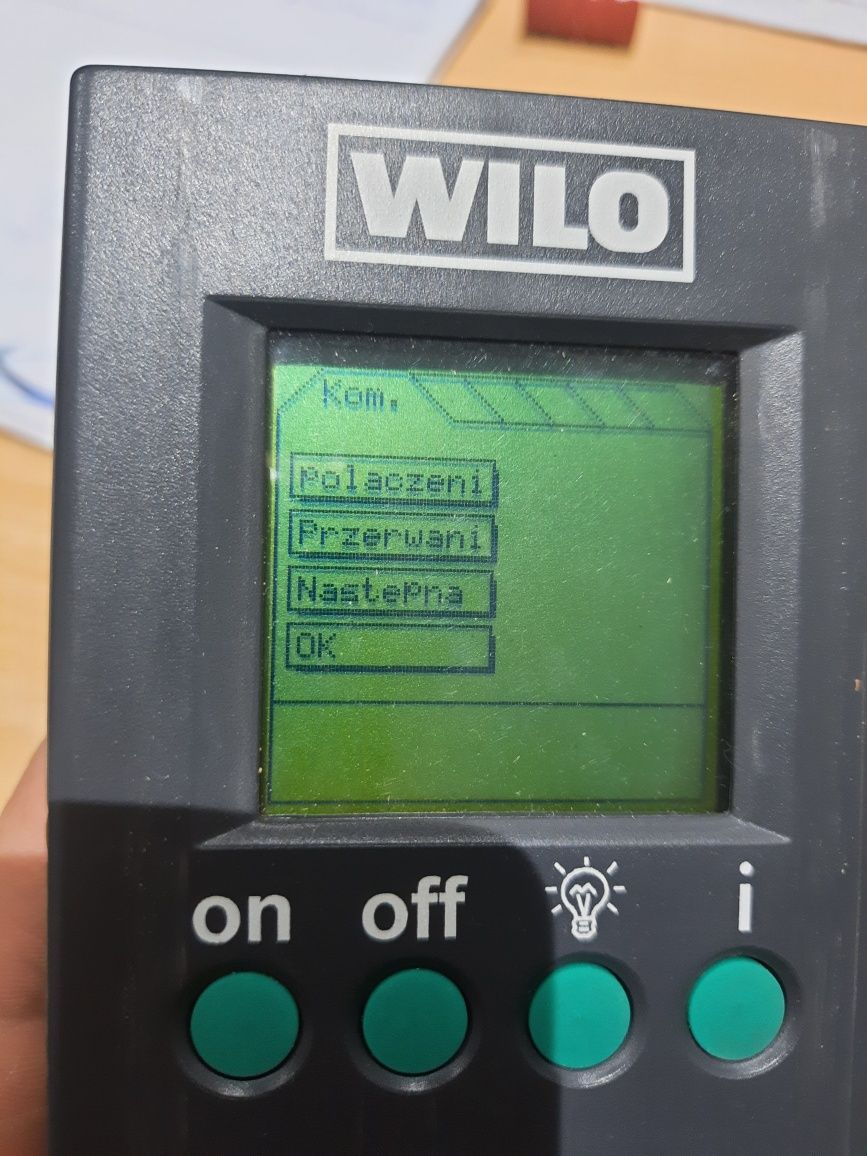 WILO
Kom.
polaczeni
Przerwani
Nastepna
OK
on off i